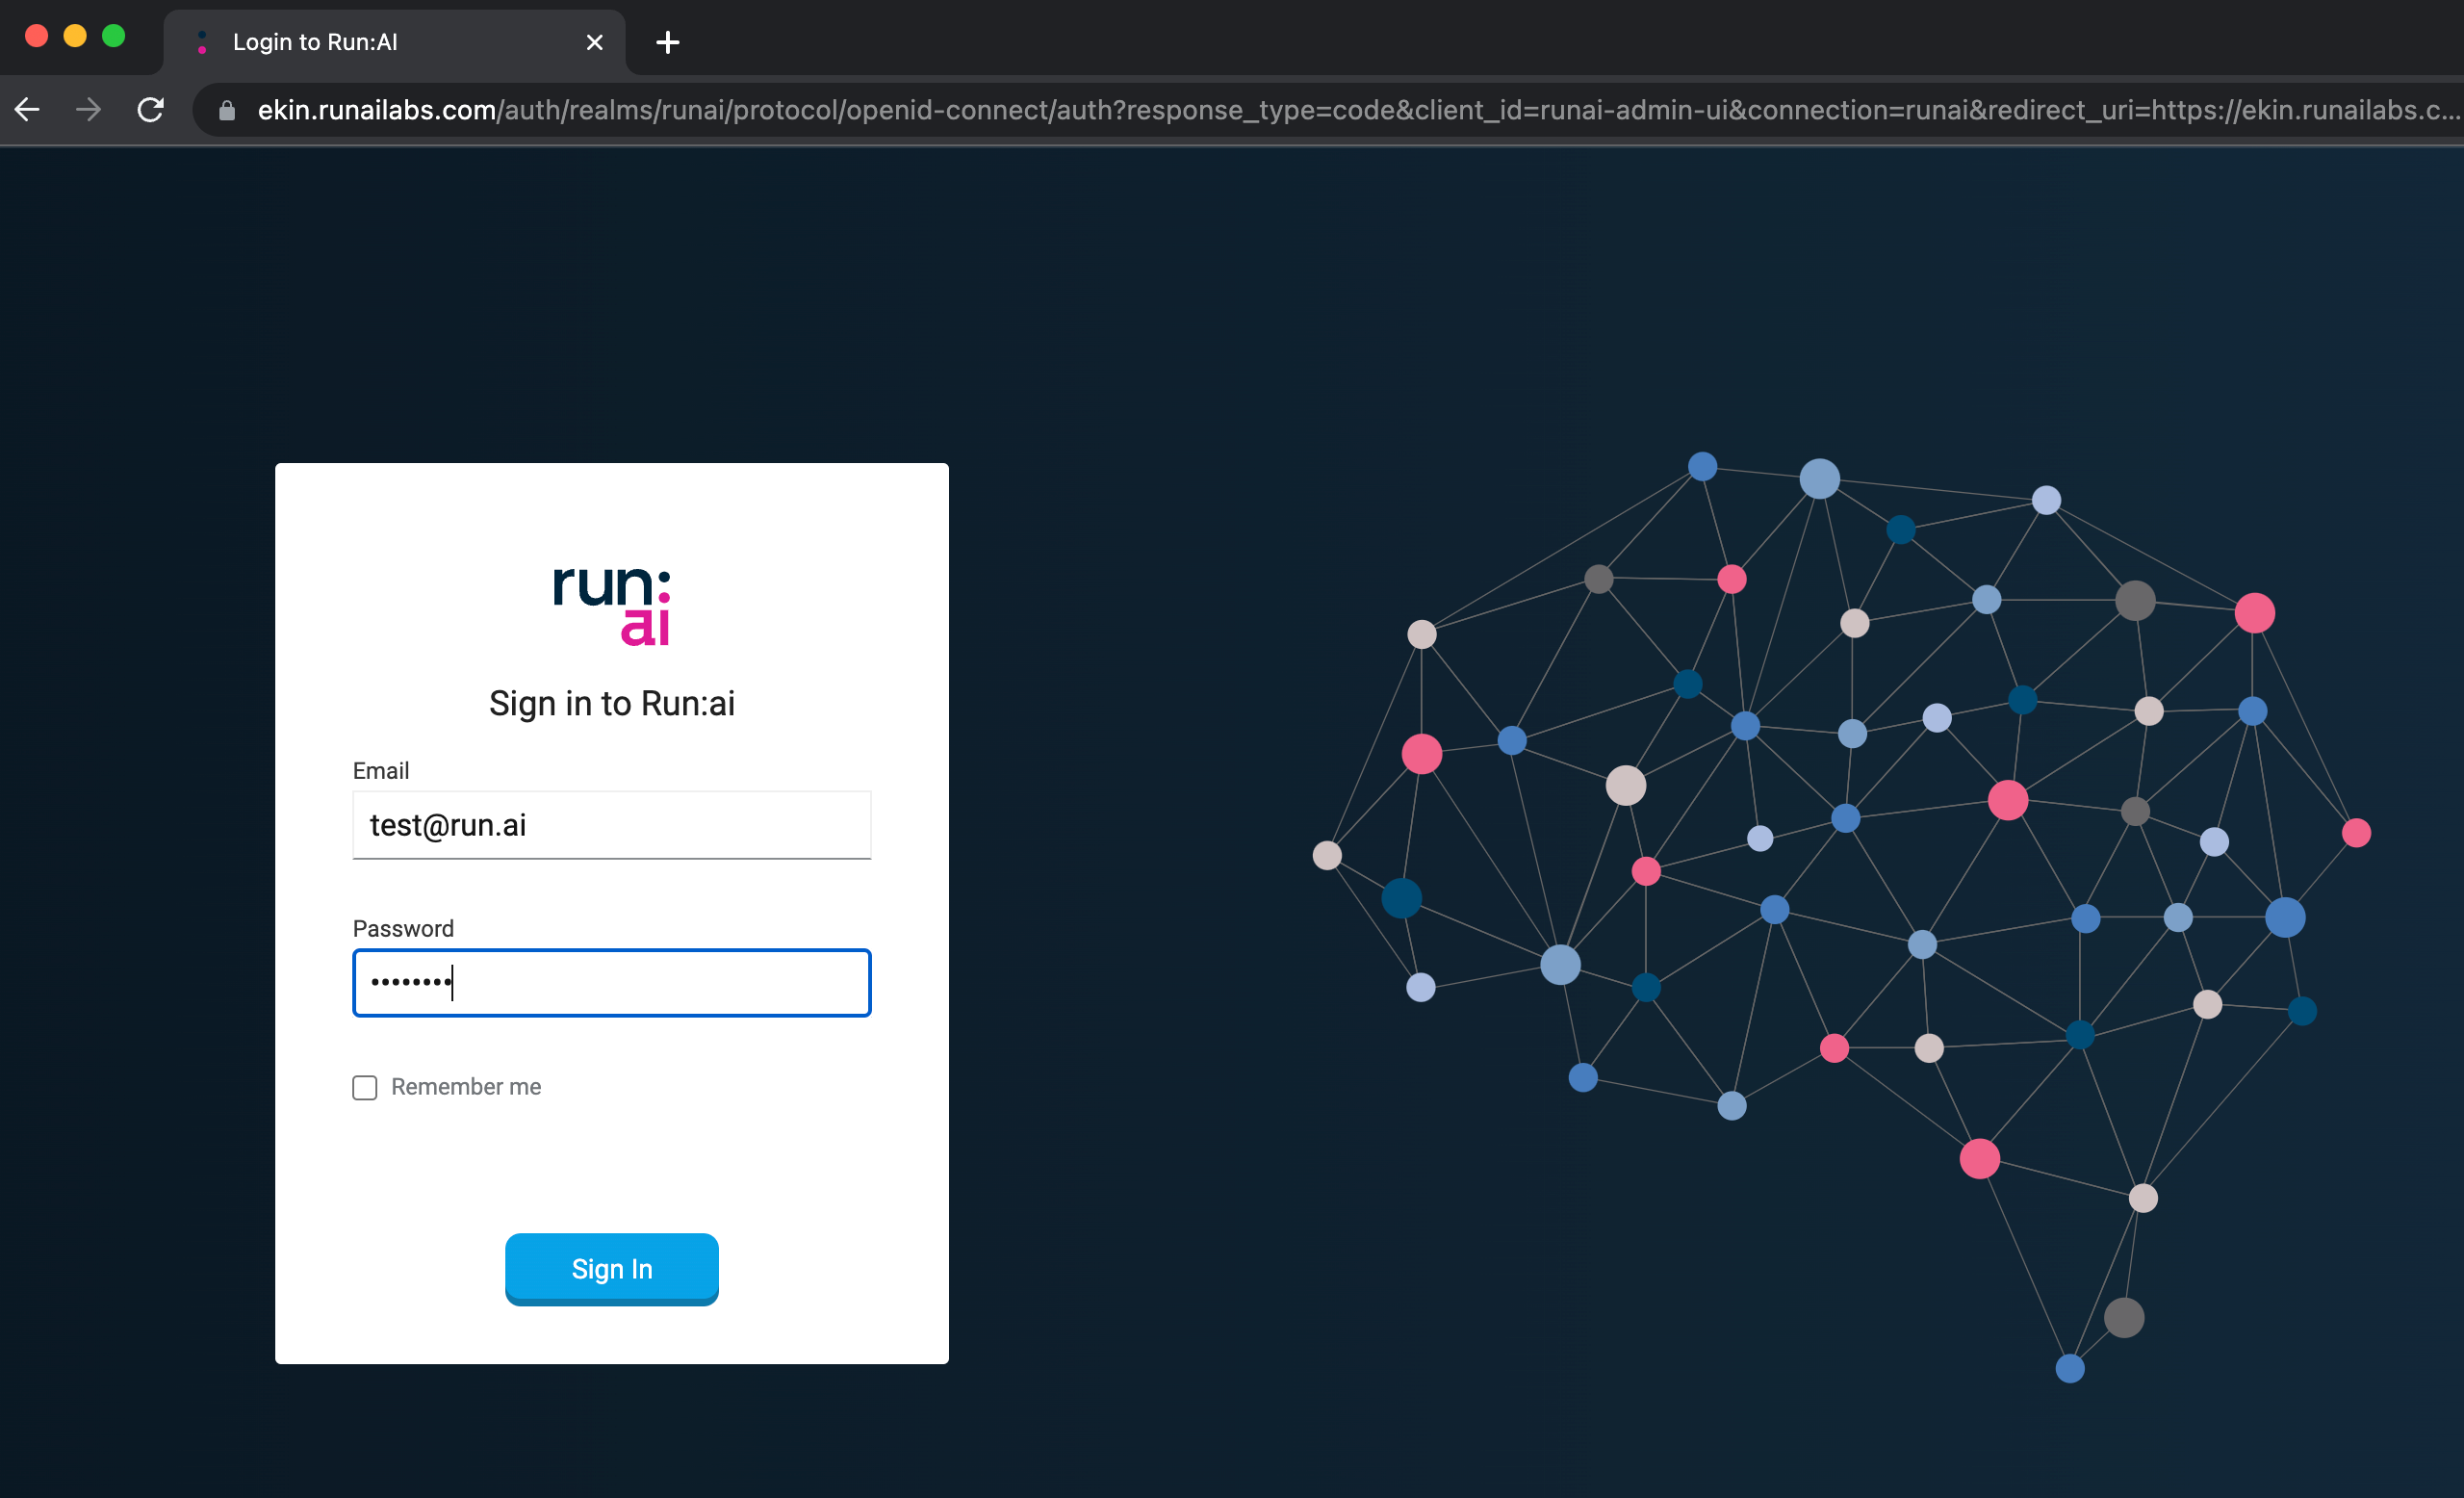 Login to Run:AI
ekin.runailabs.com/auth/realms/runai/protocol/openid-connect/auth?response_type=code&client_id=runai-admin-ui&connection=runai&redirect_uri=https://ekin.runailabs.c...
run:
ai
Sign in to Run:ai
Email
test@run.ai
Password
••••••••
Remember me
Sign In